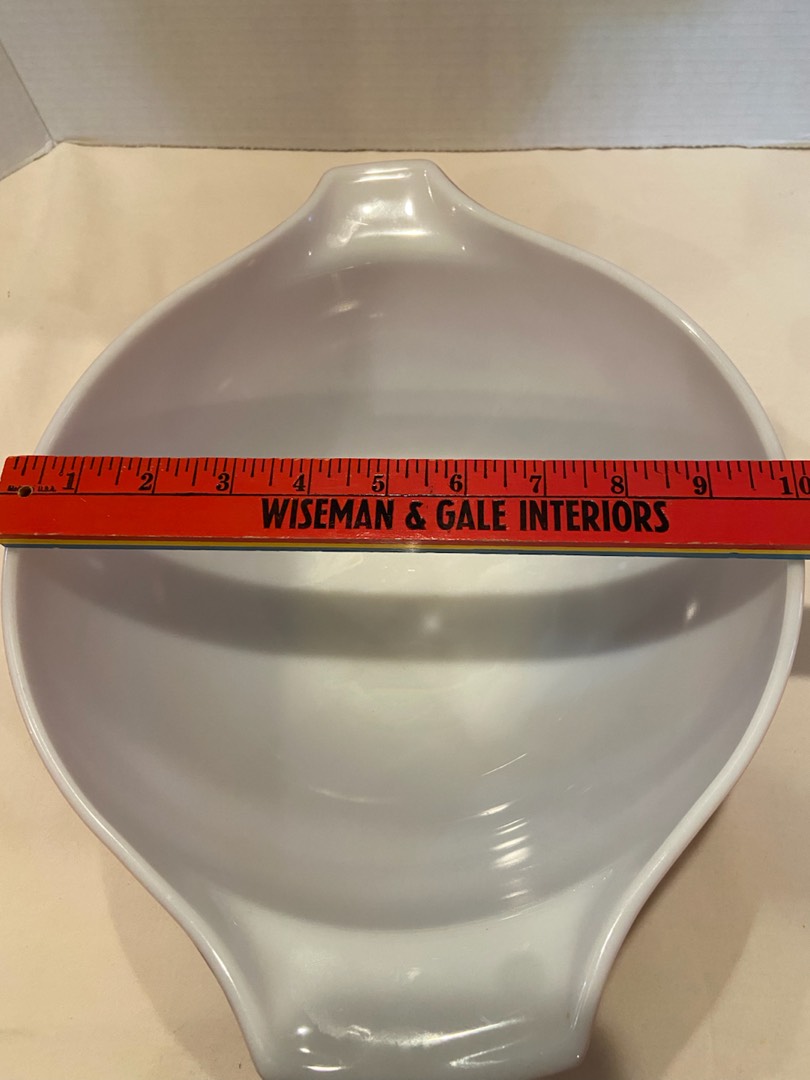 1 2 3 4 5 6 7 8 9 10
U.S.A.
WISEMAN & GALE INTERIORS